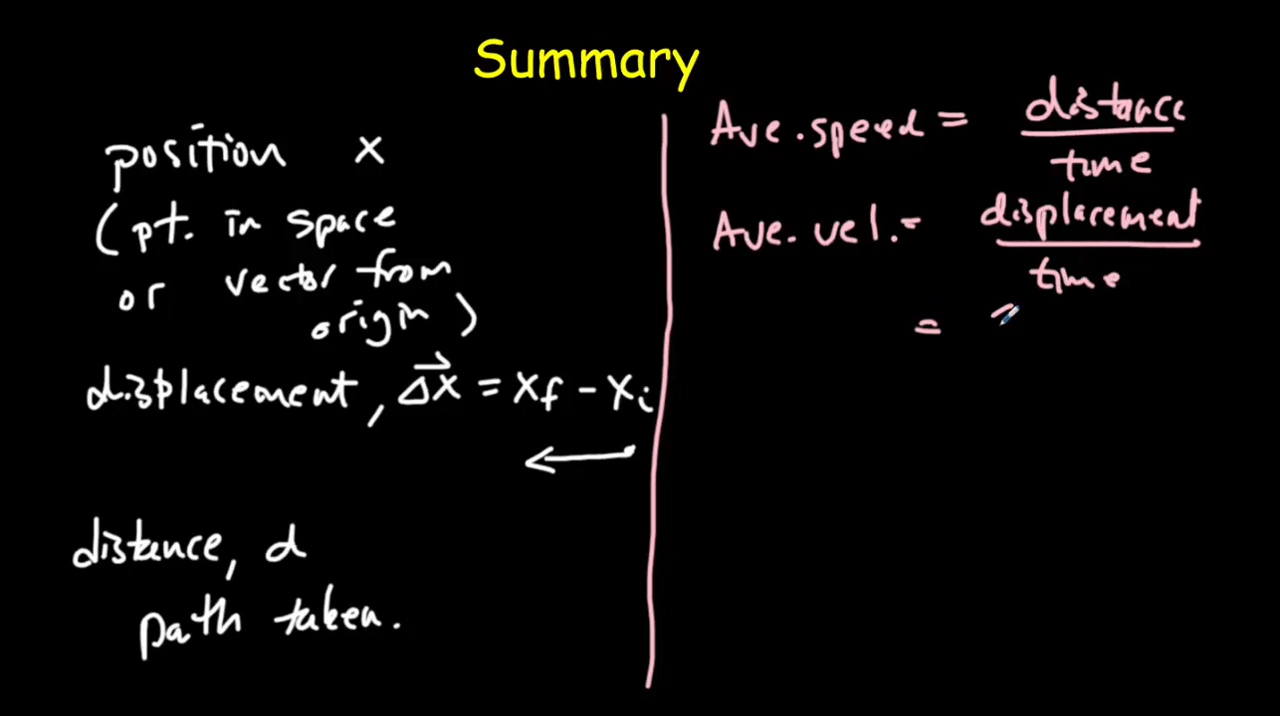 Summary
position x
(pt. in space
or vector from
origin)
displacement, Δx⃗ = xf - xi
distance, d
path taken.
Ave. speed = distance
time
Ave. vel. = displacement
time
=